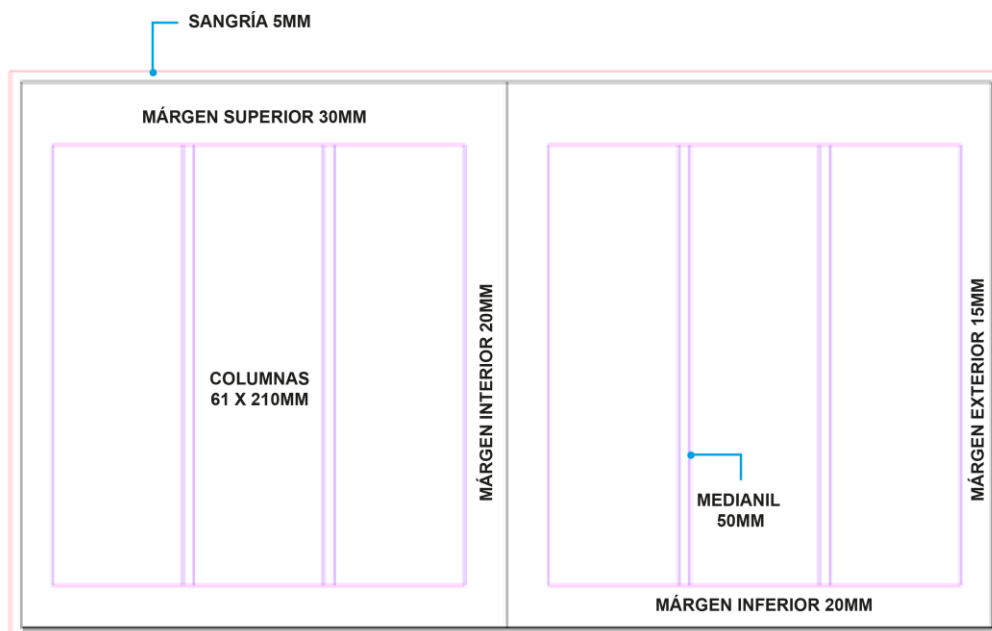 SANGRÍA 5MM
MÁRGEN SUPERIOR 30MM
MÁRGEN INTERIOR 20MM
COLUMNAS
61 X 210MM
MÁRGEN EXTERIOR 15MM
MEDIANIL
50MM
MÁRGEN INFERIOR 20MM